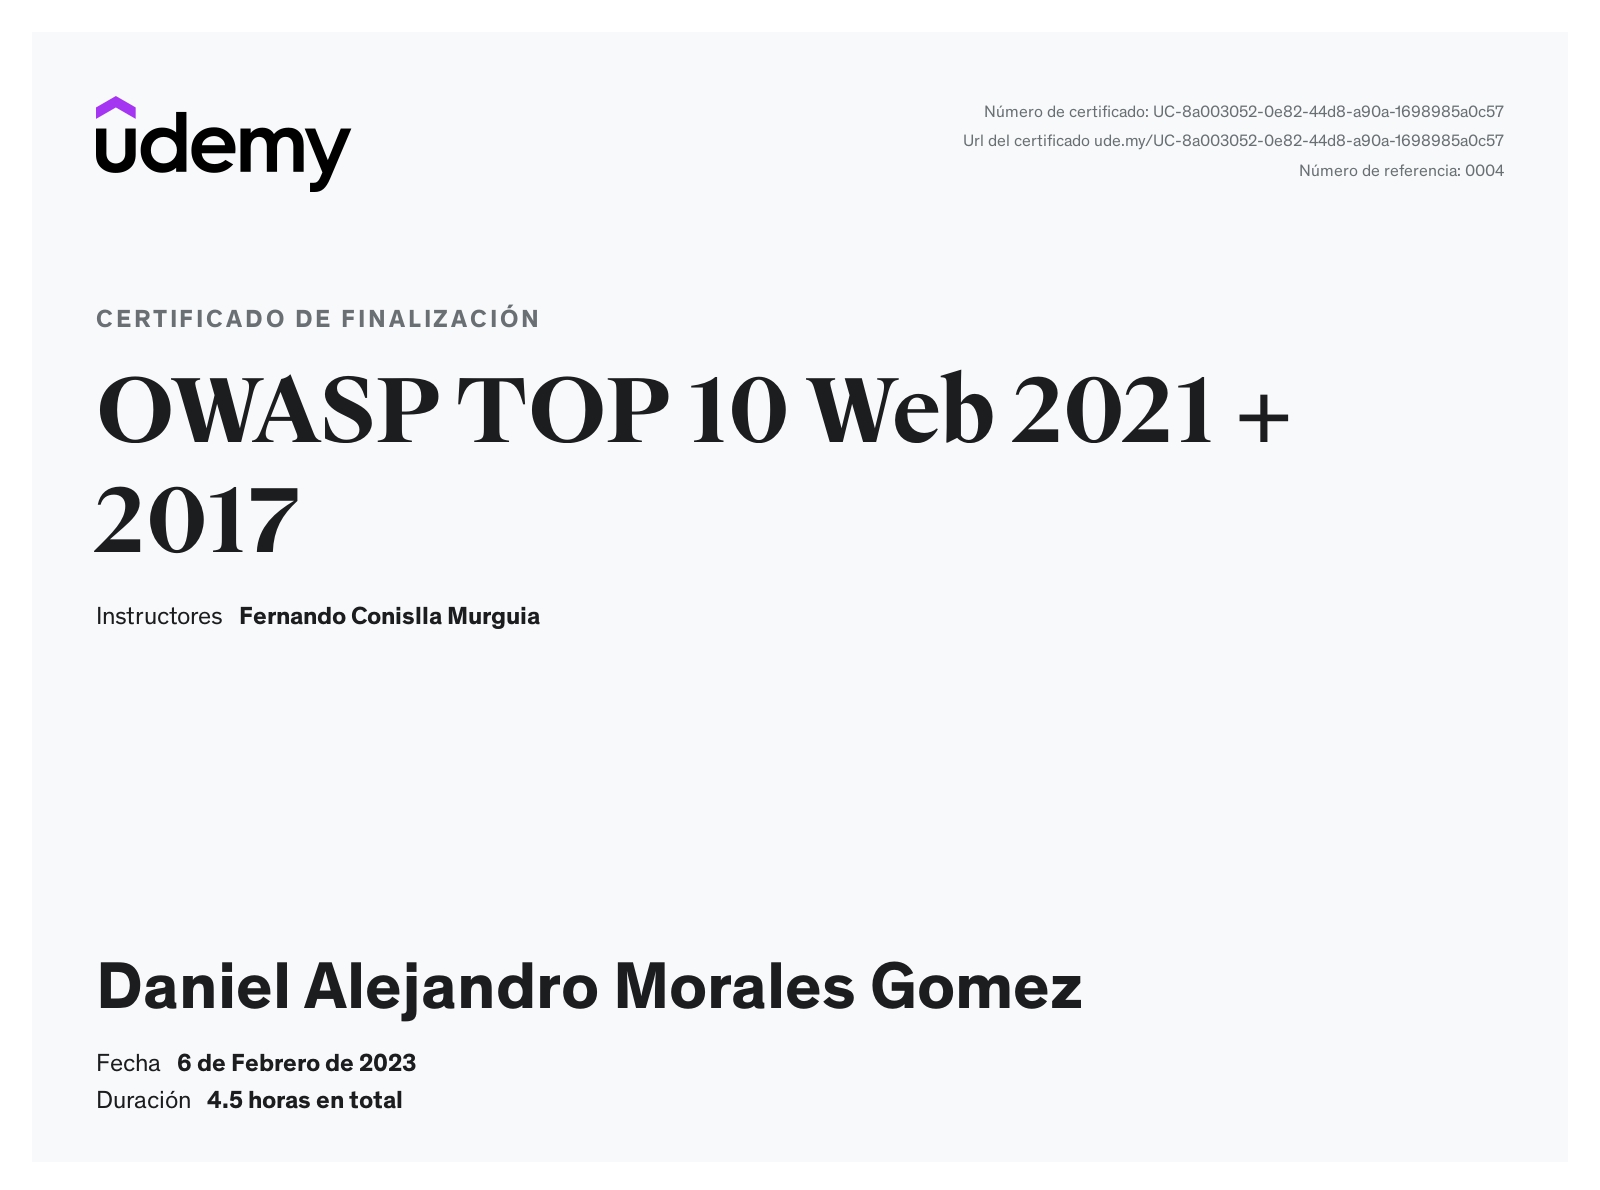 udemy
Número de certificado: UC-8a003052-0e82-44d8-a90a-1698985a0c57
Url del certificado ude.my/UC-8a003052-0e82-44d8-a90a-1698985a0c57
Número de referencia: 0004
CERTIFICADO DE FINALIZACIÓN
OWASP TOP 10 Web 2021 +
2017
Instructores Fernando Conislla Murguia
Daniel Alejandro Morales Gomez
Fecha 6 de Febrero de 2023
Duración 4.5 horas en total